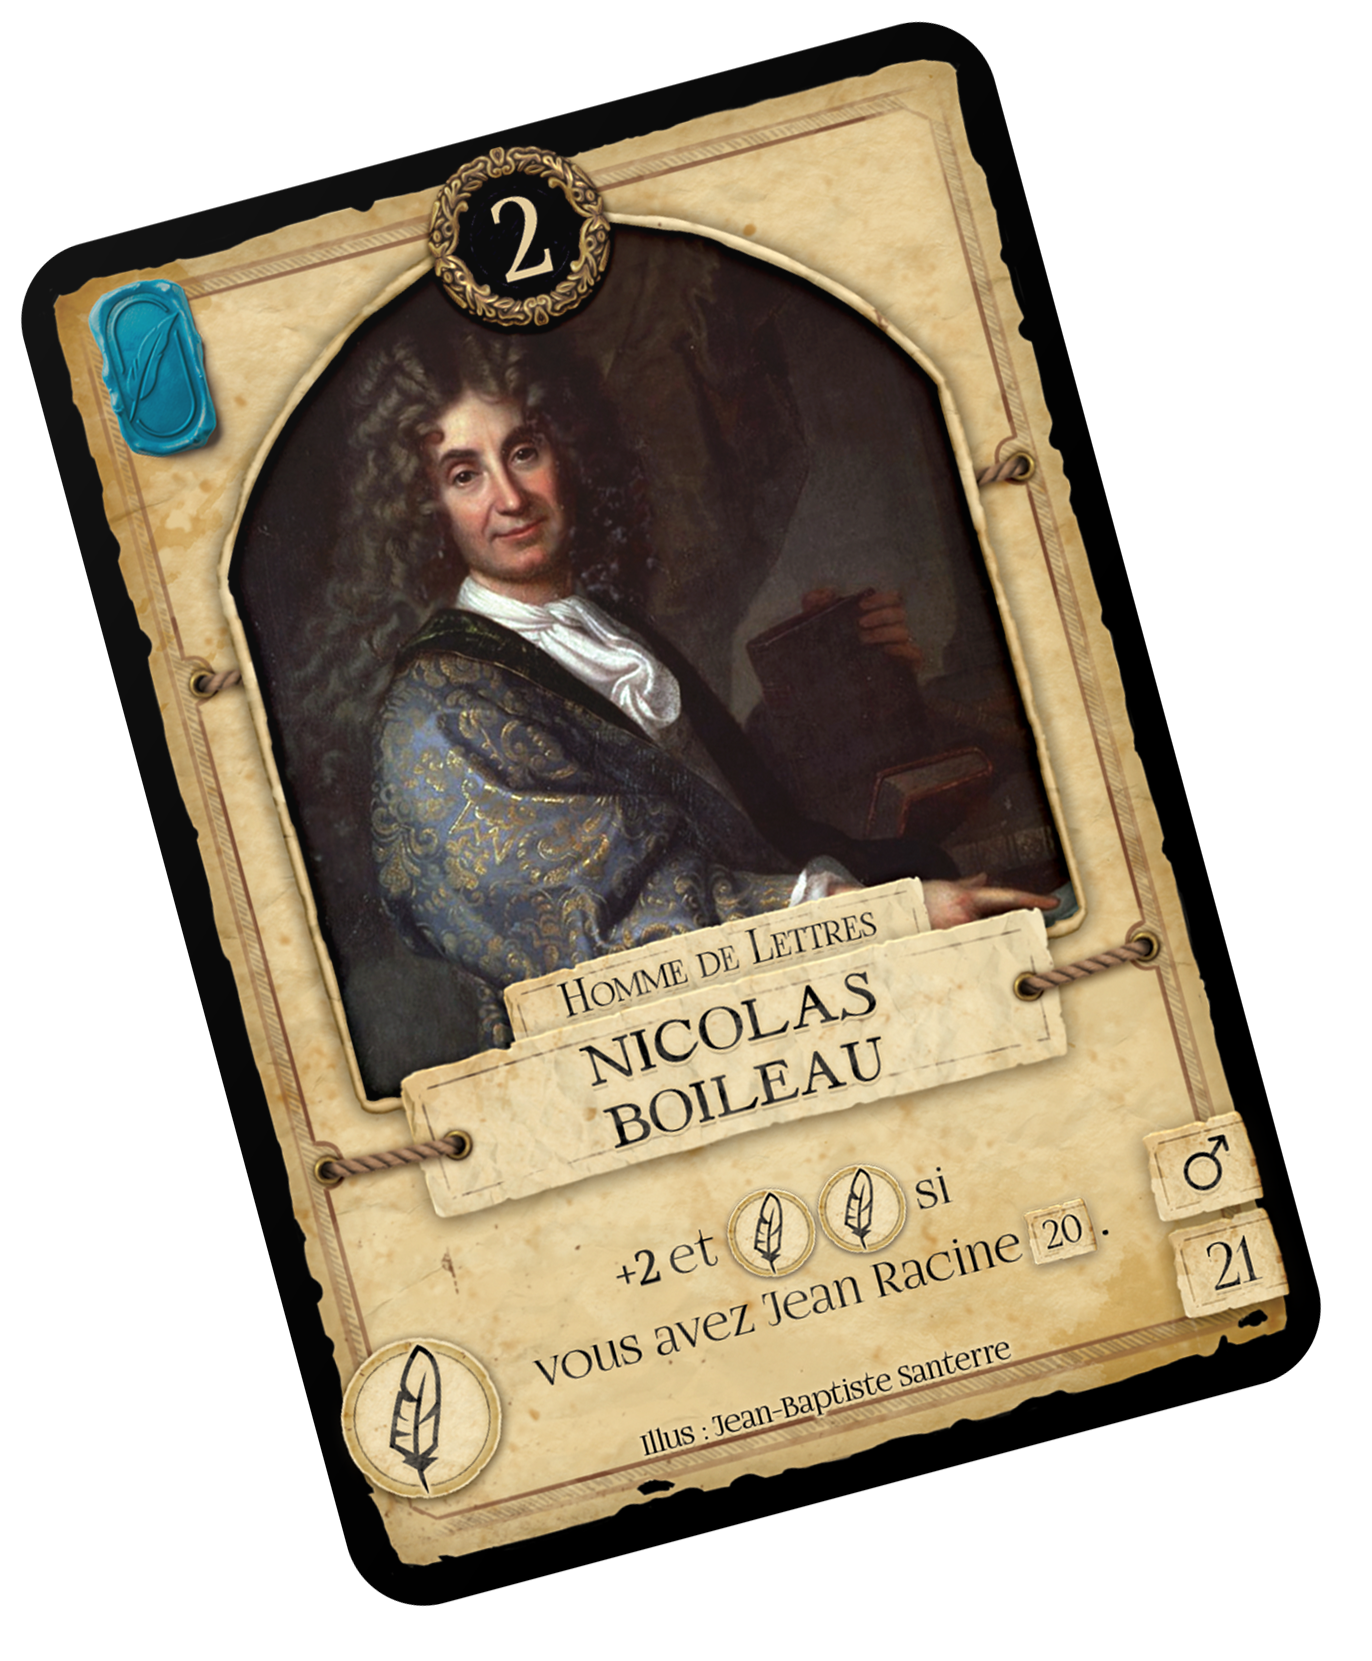 2
Homme de Lettres
NICOLAS
BOILEAU
♂
+2 et si
vous avez Jean Racine 20 .
21
Illus : Jean-Baptiste Santerre